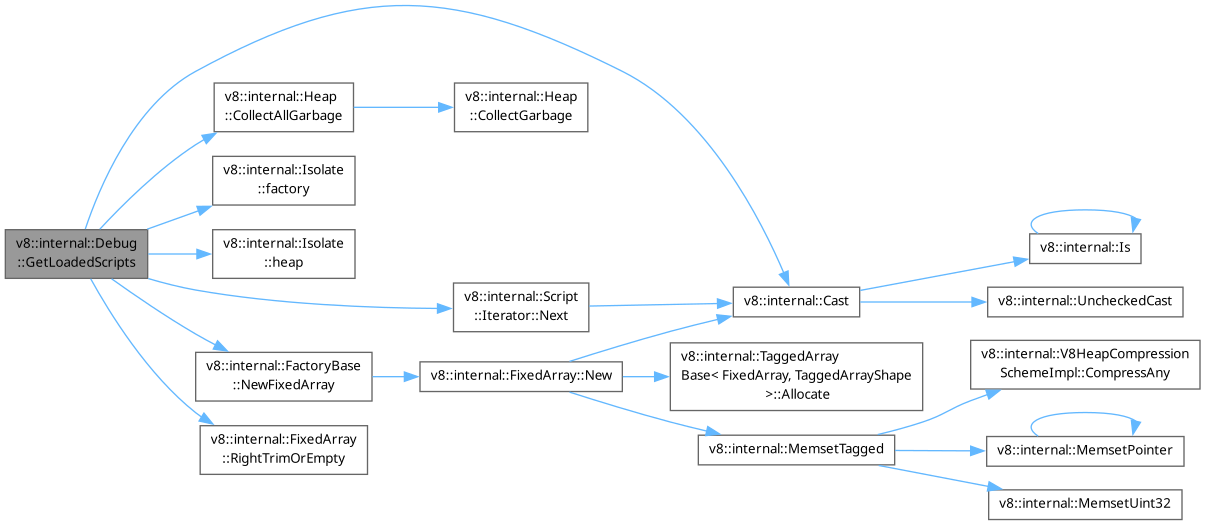 v8::internal::Debug
::GetLoadedScripts
v8::internal::Heap
::CollectAllGarbage
v8::internal::Heap
::CollectGarbage
v8::internal::Isolate
::factory
v8::internal::Isolate
::heap
v8::internal::Script
::Iterator::Next
v8::internal::FactoryBase
::NewFixedArray
v8::internal::FixedArray
::RightTrimOrEmpty
v8::internal::FixedArray::New
v8::internal::Cast
v8::internal::TaggedArray
Base< FixedArray, TaggedArrayShape
>::Allocate
v8::internal::MemsetTagged
v8::internal::Is
v8::internal::UncheckedCast
v8::internal::V8HeapCompression
SchemeImpl::CompressAny
v8::internal::MemsetPointer
v8::internal::MemsetUint32